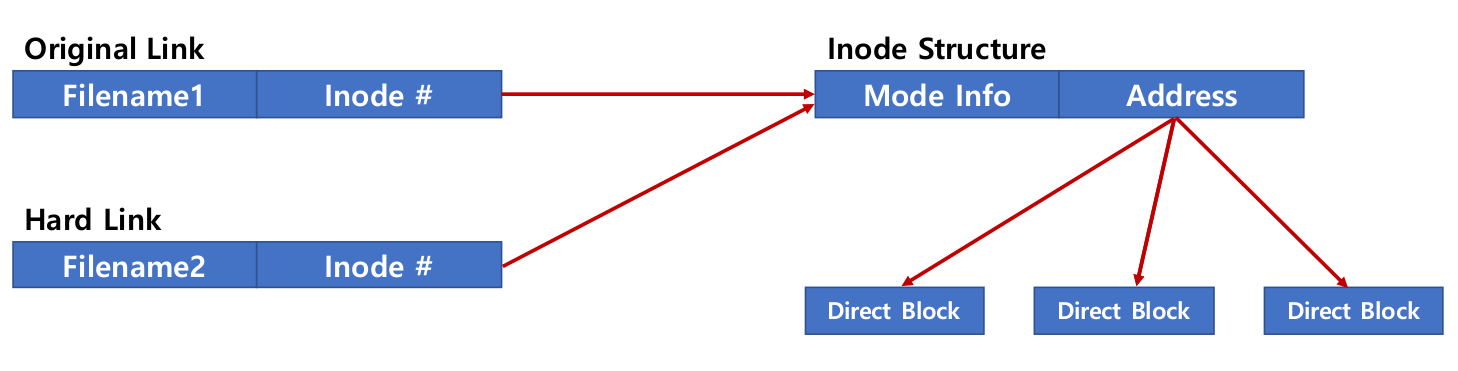 Original Link
Inode Structure
Filename1 Inode #
Mode Info Address
Hard Link
Filename2 Inode #
Direct Block Direct Block Direct Block